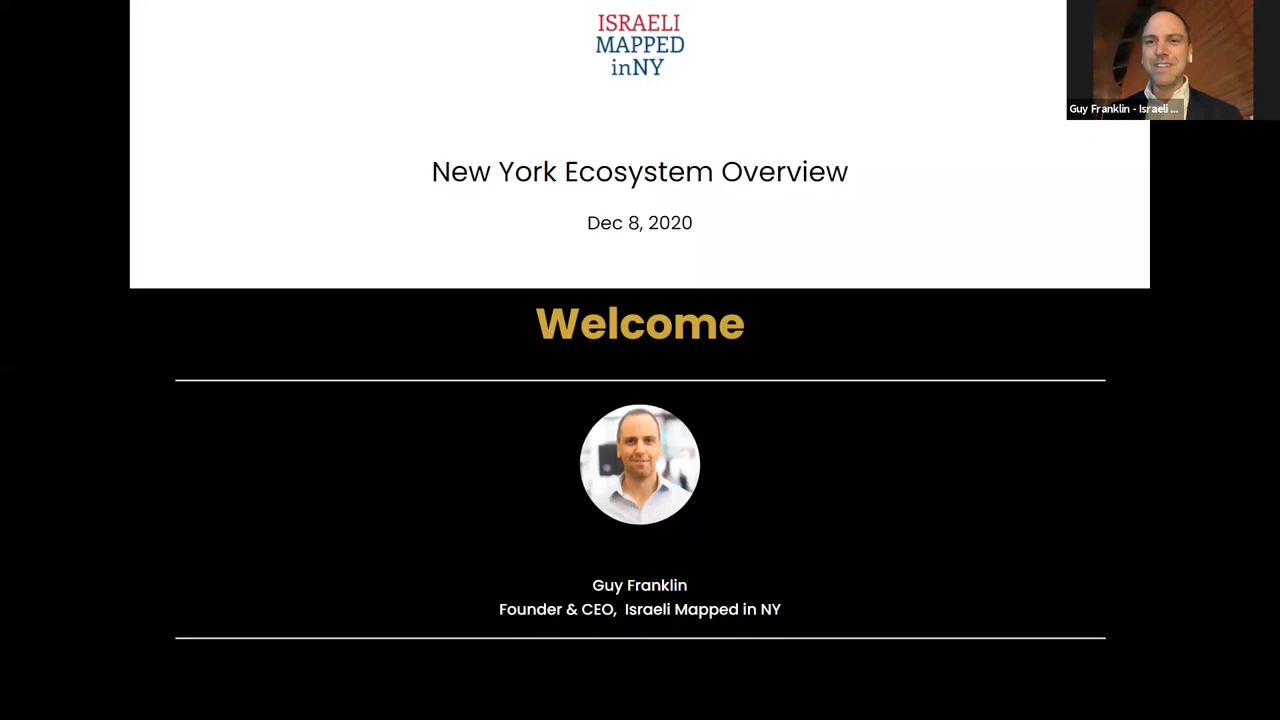 ISRAELI
MAPPED
inNY
Guy Franklin - Israeli ...
New York Ecosystem Overview
Dec 8, 2020
Welcome
Guy Franklin
Founder & CEO, Israeli Mapped in NY